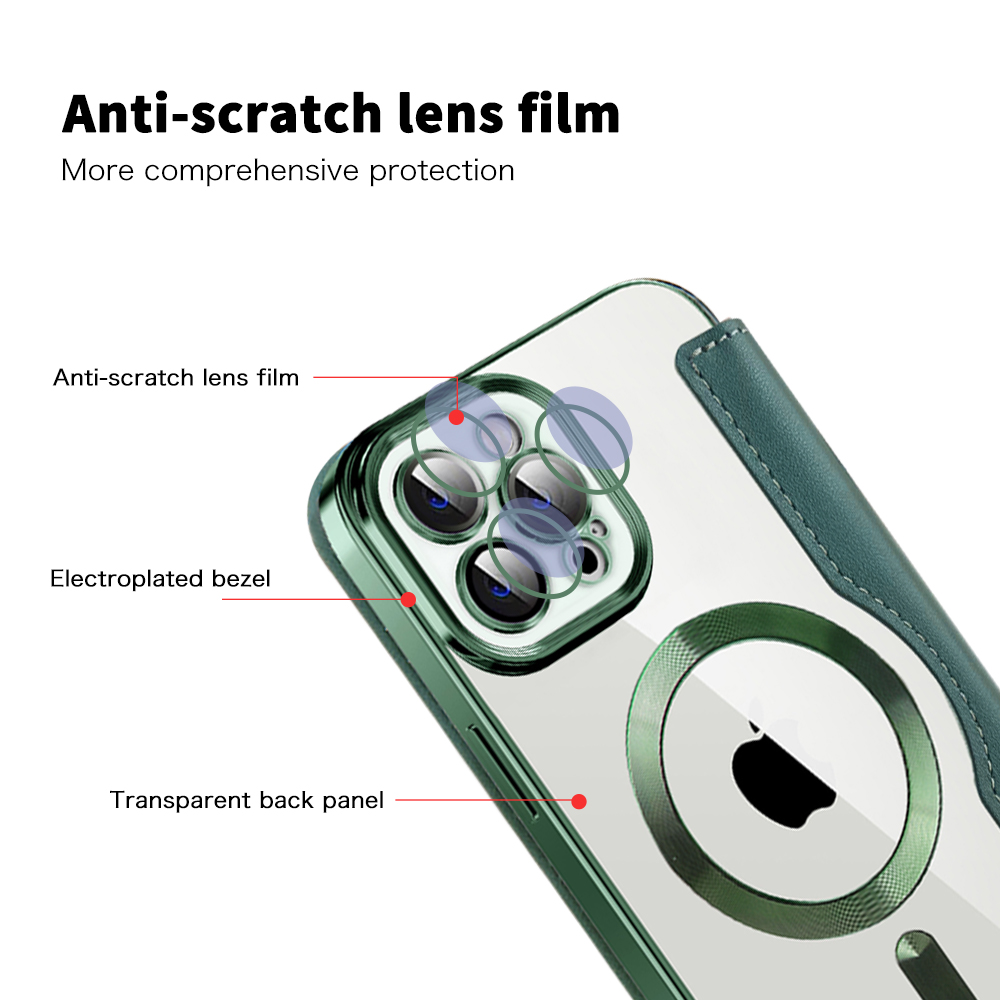 Anti-scratch lens film
More comprehensive protection
Anti-scratch lens film
Electroplated bezel
Transparent back panel